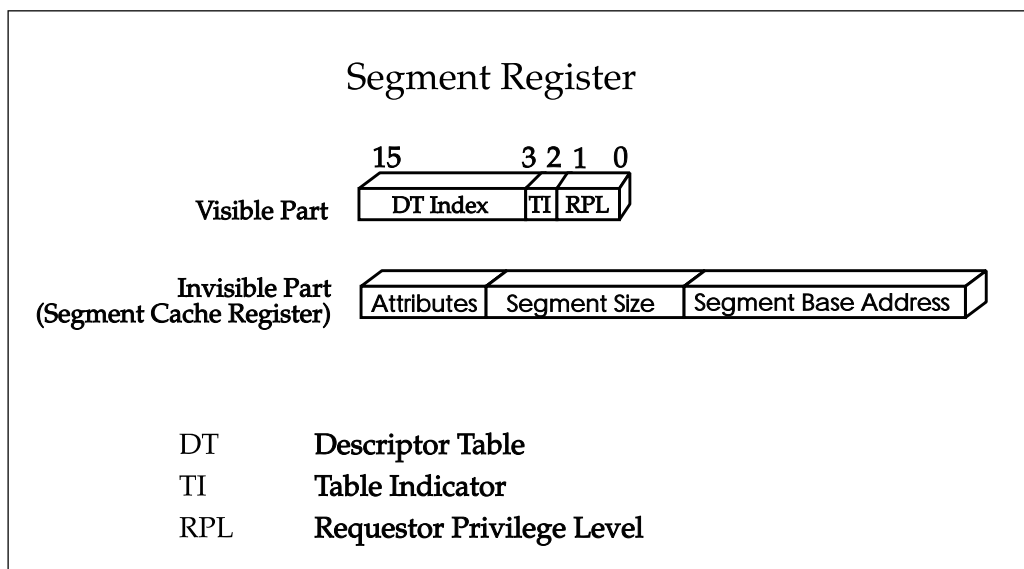 Segment Register
15 3 2 1 0
Visible Part DT Index TI RPL
Invisible Part
(Segment Cache Register) Attributes Segment Size Segment Base Address
DT Descriptor Table
TI Table Indicator
RPL Requestor Privilege Level